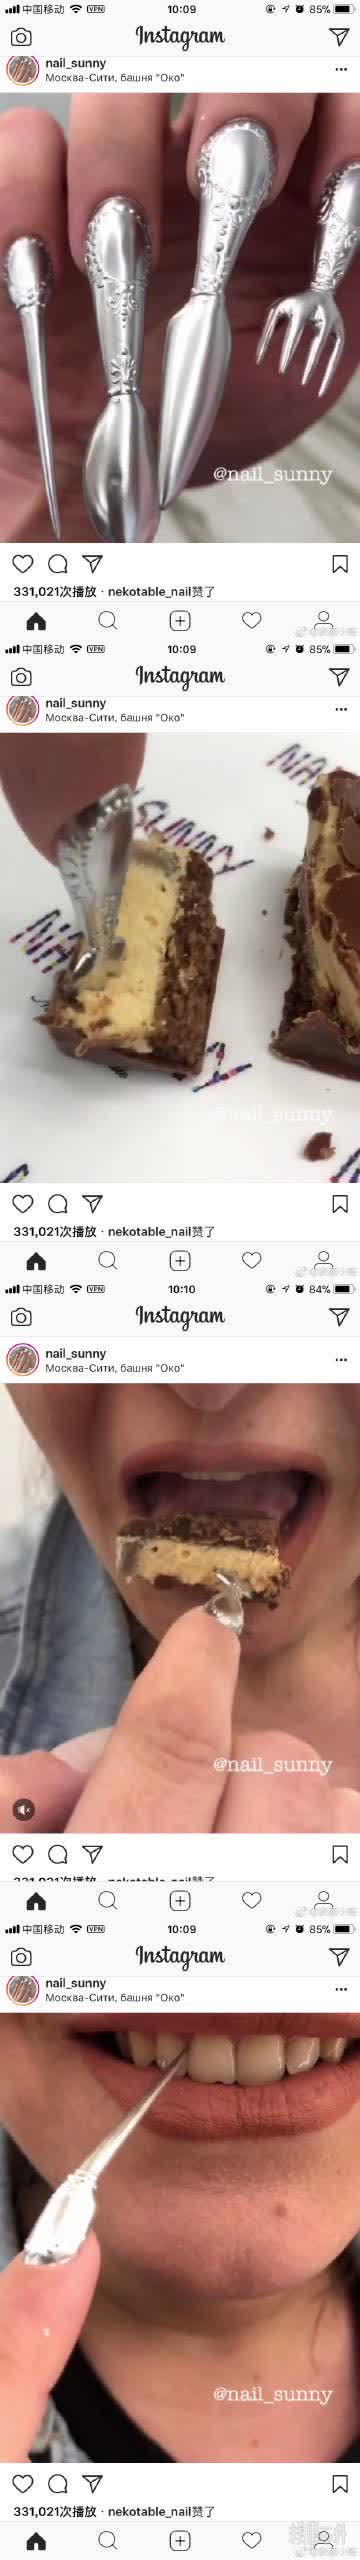 中国移动 VPN 10:09 85%
Instagram
nail_sunny
Москва-Сити, башня "Око"
@nail_sunny
331,021次播放 · nekotable_nail赞了
中国移动 VPN 10:09 85%
Instagram
nail_sunny
Москва-Сити, башня "Око"
@nail_sunny
331,021次播放 · nekotable_nail赞了
中国移动 VPN 10:10 84%
Instagram
nail_sunny
Москва-Сити, башня "Око"
@nail_sunny
331,021次播放 · nekotable_nail赞了
中国移动 VPN 10:09 85%
Instagram
nail_sunny
Москва-Сити, башня "Око"
@nail_sunny
331,021次播放 · nekotable_nail赞了